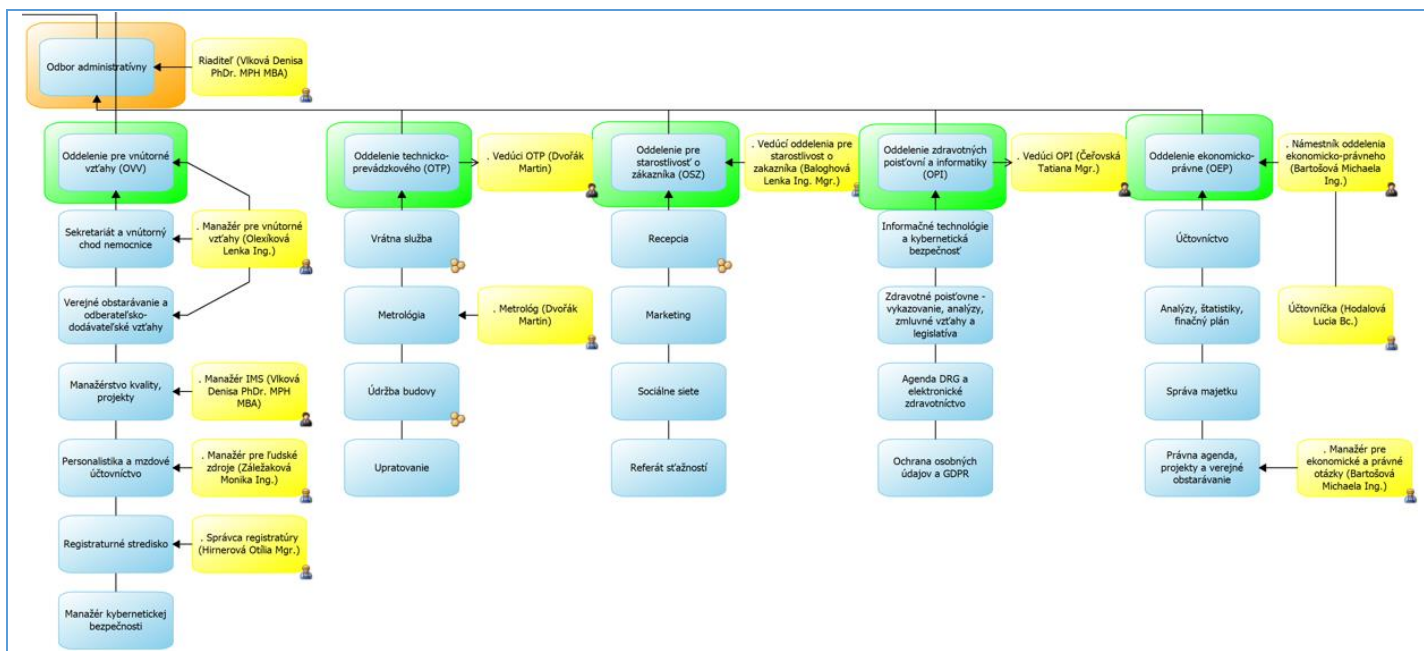 Odbor administratívny
Riaditeľ (Vlková Denisa
PhDr. MPH MBA)
Oddelenie pre vnútorné
vzťahy (OVV)
. Manažér pre vnútorné
vzťahy (Olexíková
Lenka Ing.)
Sekretariát a vnútorný
chod nemocnice
Verejné obstarávanie a
odberateľsko-
dodávateľské vzťahy
Manažérstvo kvality,
projekty
. Manažér IMS (Vlková
Denisa PhDr. MPH
MBA)
Personalistika a mzdové
účtovníctvo
. Manažér pre ľudské
zdroje (Záležaková
Monika Ing.)
Registraturné stredisko
. Správca registratúry
(Hirnerová Otília Mgr.)
Manažér kybernetickej
bezpečnosti
Oddelenie technicko-
prevádzkového (OTP)
. Vedúci OTP (Dvořák
Martin)
Vrátna služba
Metrológia
. Metrológ (Dvořák
Martin)
Údržba budovy
Upratovanie
Oddelenie pre
starostlivosť o
zákazníka (OSZ)
. Vedúcí oddelenia pre
starostlivost o
zakazníka (Baloghová
Lenka Ing. Mgr.)
Recepcia
Marketing
Sociálne siete
Referát sťažností
Oddelenie zdravotných
poisťovní a informatiky
(OPI)
. Vedúci OPI (Čeřovská
Tatiana Mgr.)
Informačné technológie
a kybernetická
bezpečnosť
Zdravotné poisťovne -
vykazovanie, analýzy,
zmluvné vzťahy a
legislatíva
Agenda DRG a
elektronické
zdravotníctvo
Ochrana osobných
údajov a GDPR
Oddelenie ekonomicko-
právne (OEP)
. Námestník oddelenia
ekonomicko-právneho
(Bartošová Michaela
Ing.)
Účtovníctvo
Analýzy, štatistiky,
finačný plán
Účtovníčka (Hodalová
Lucia Bc.)
Správa majetku
Právna agenda,
projekty a verejné
obstarávanie
. Manažér pre
ekonomické a právné
otázky (Bartošová
Michaela Ing.)